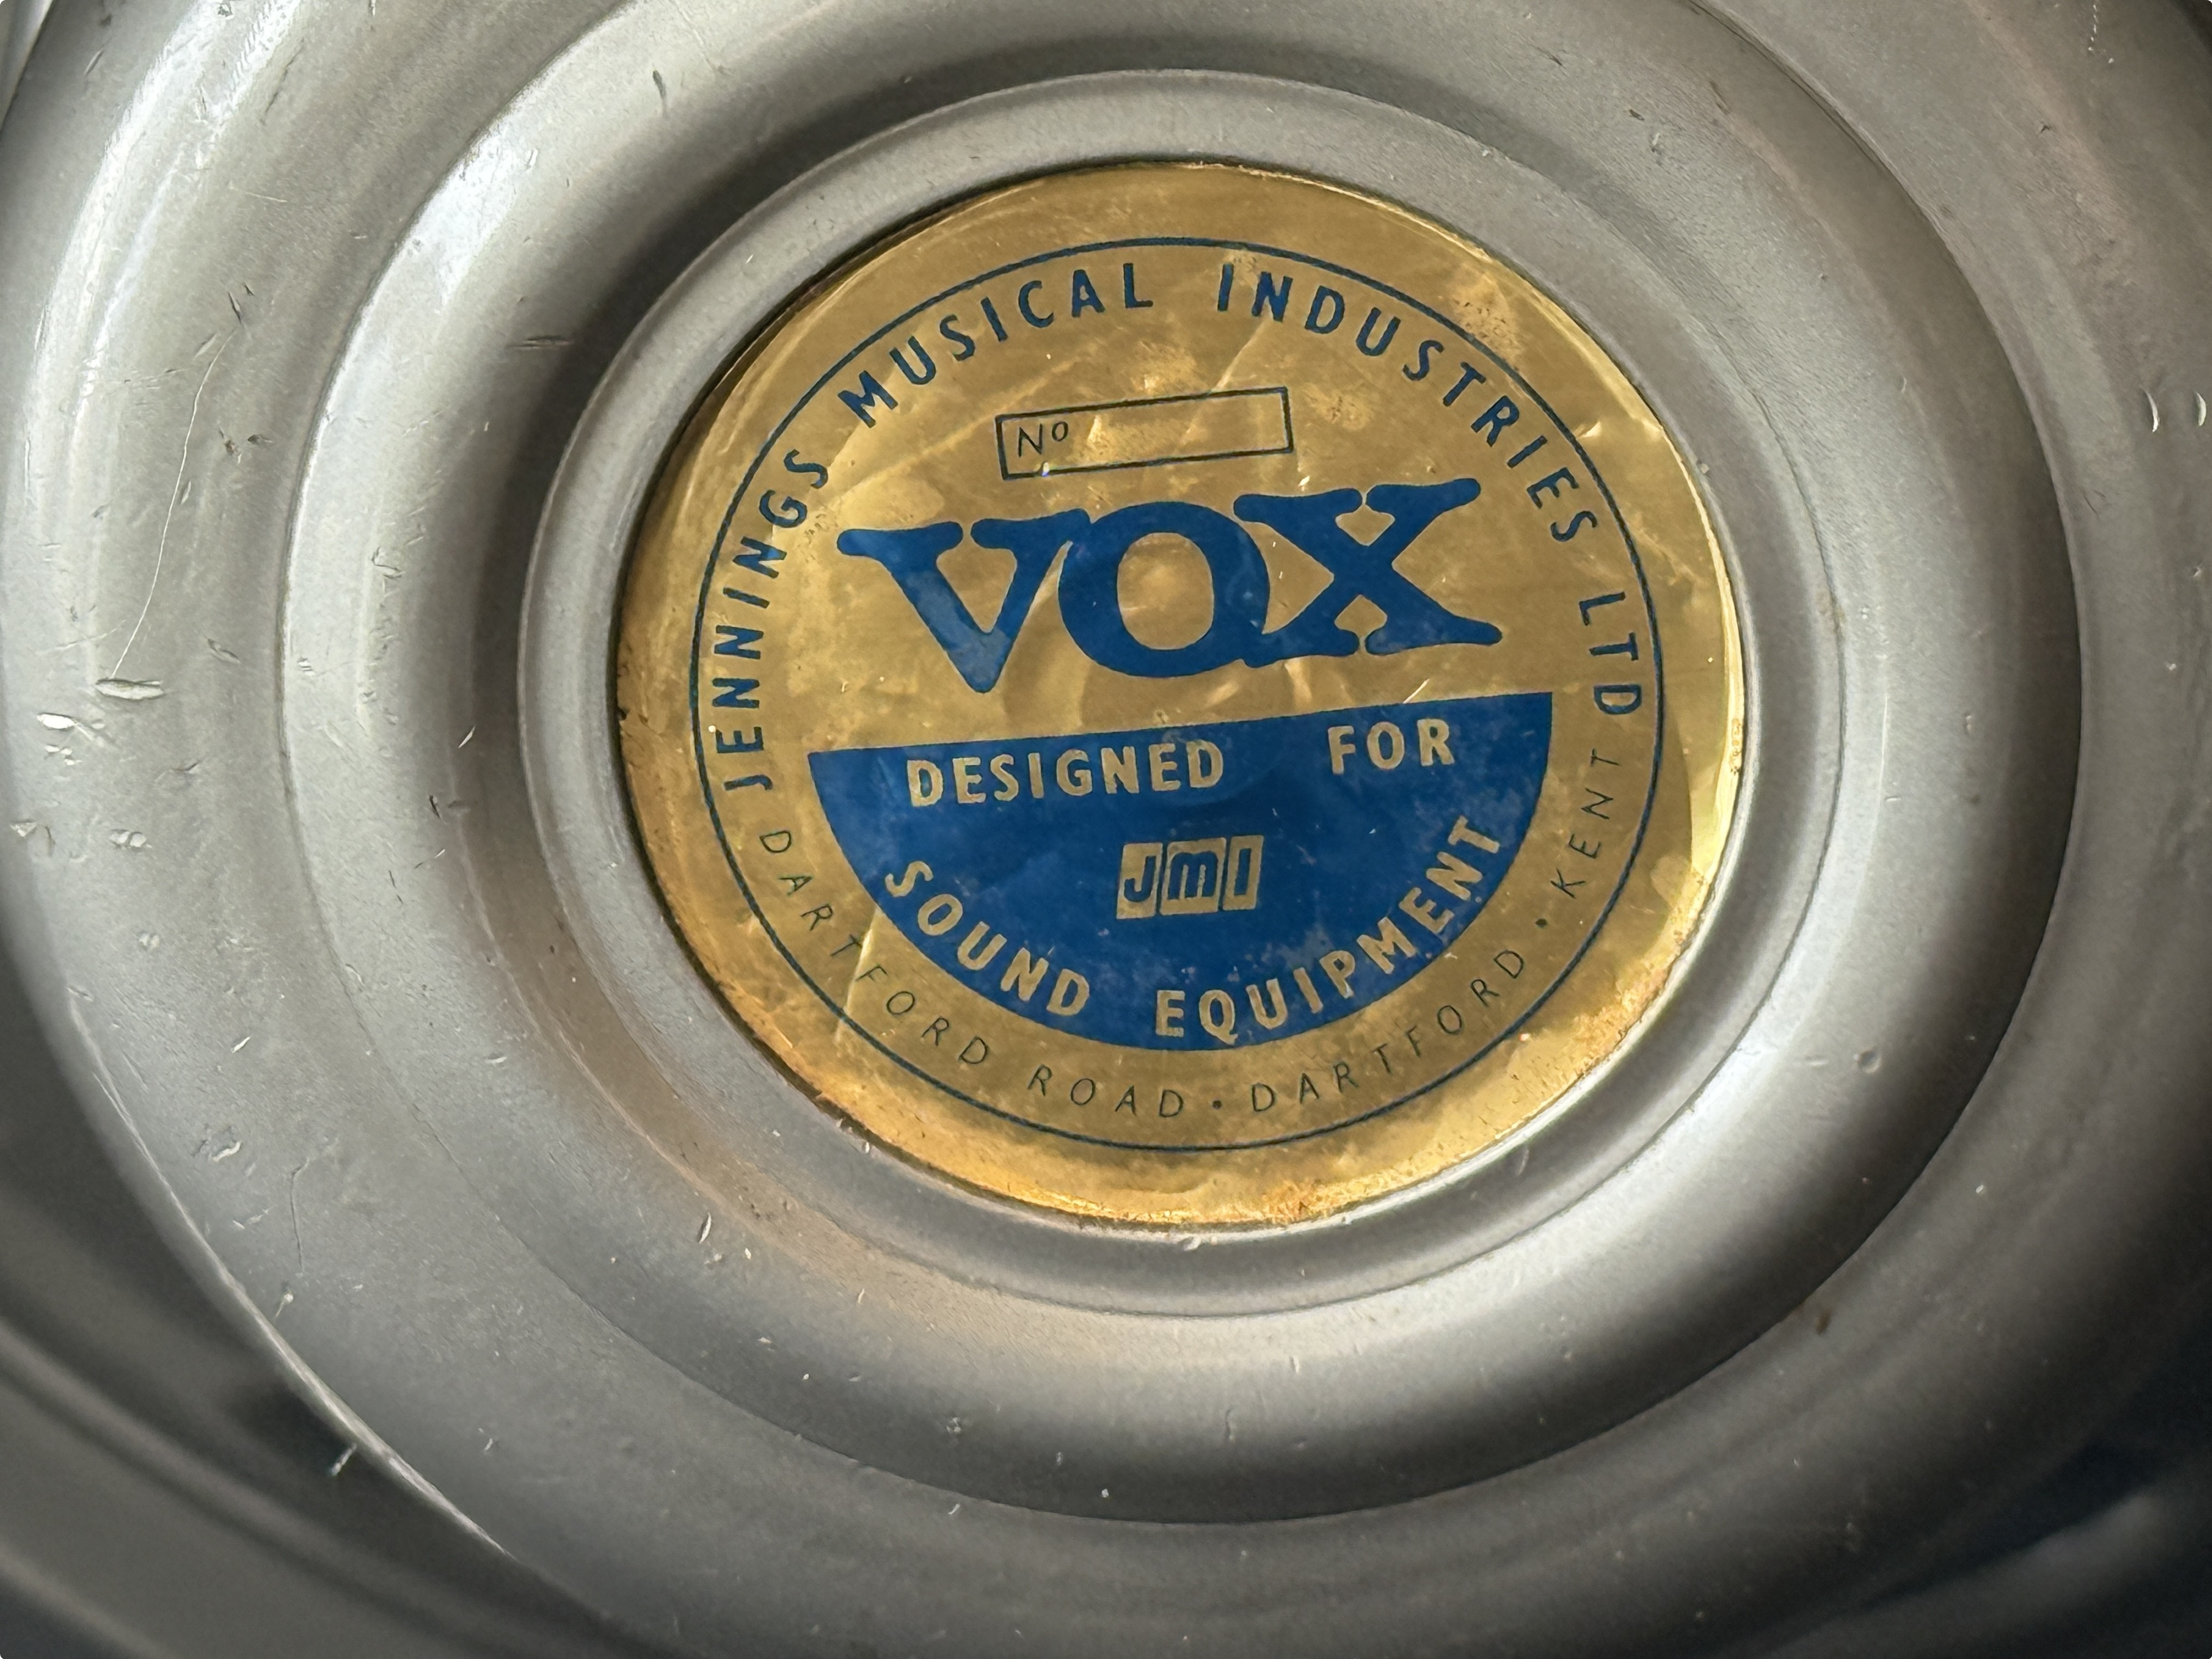 JENNINGS MUSICAL INDUSTRIES LTD
No
VOX
DESIGNED FOR
JMI
SOUND EQUIPMENT
DARTFORD ROAD · DARTFORD · KENT